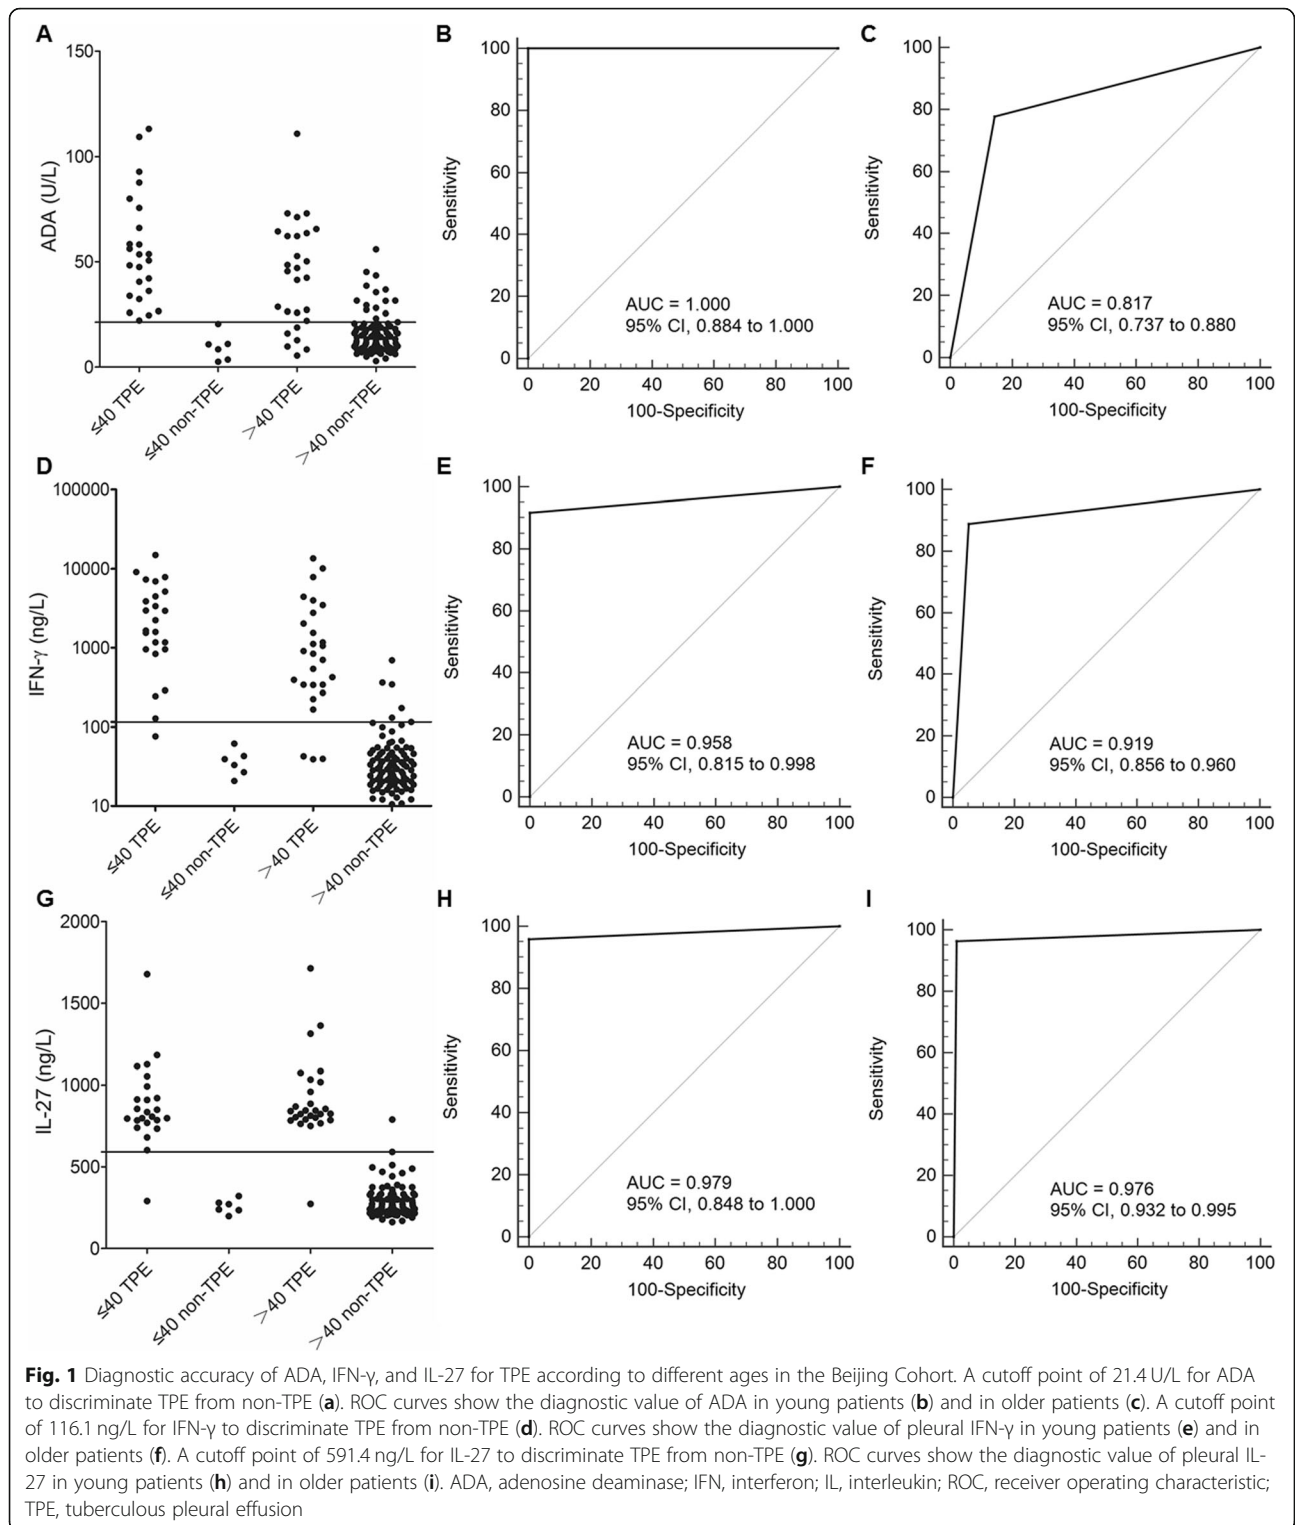 A
150
100
50
0
ADA (U/L)
≤40 TPE
≤40 non-TPE
>40 TPE
>40 non-TPE
B
100
80
60
40
20
0
Sensitivity
AUC = 1.000
95% CI, 0.884 to 1.000
0 20 40 60 80 100
100-Specificity
C
100
80
60
40
20
0
Sensitivity
AUC = 0.817
95% CI, 0.737 to 0.880
0 20 40 60 80 100
100-Specificity
D
100000
10000
1000
100
10
IFN-γ (ng/L)
≤40 TPE
≤40 non-TPE
>40 TPE
>40 non-TPE
E
100
80
60
40
20
0
Sensitivity
AUC = 0.958
95% CI, 0.815 to 0.998
0 20 40 60 80 100
100-Specificity
F
100
80
60
40
20
0
Sensitivity
AUC = 0.919
95% CI, 0.856 to 0.960
0 20 40 60 80 100
100-Specificity
G
2000
1500
1000
500
0
IL-27 (ng/L)
≤40 TPE
≤40 non-TPE
>40 TPE
>40 non-TPE
H
100
80
60
40
20
0
Sensitivity
AUC = 0.979
95% CI, 0.848 to 1.000
0 20 40 60 80 100
100-Specificity
I
100
80
60
40
20
0
Sensitivity
AUC = 0.976
95% CI, 0.932 to 0.995
0 20 40 60 80 100
100-Specificity
Fig. 1 Diagnostic accuracy of ADA, IFN-γ, and IL-27 for TPE according to different ages in the Beijing Cohort. A cutoff point of 21.4 U/L for ADA
to discriminate TPE from non-TPE (a). ROC curves show the diagnostic value of ADA in young patients (b) and in older patients (c). A cutoff point
of 116.1 ng/L for IFN-γ to discriminate TPE from non-TPE (d). ROC curves show the diagnostic value of pleural IFN-γ in young patients (e) and in
older patients (f). A cutoff point of 591.4 ng/L for IL-27 to discriminate TPE from non-TPE (g). ROC curves show the diagnostic value of pleural IL-
27 in young patients (h) and in older patients (i). ADA, adenosine deaminase; IFN, interferon; IL, interleukin; ROC, receiver operating characteristic;
TPE, tuberculous pleural effusion